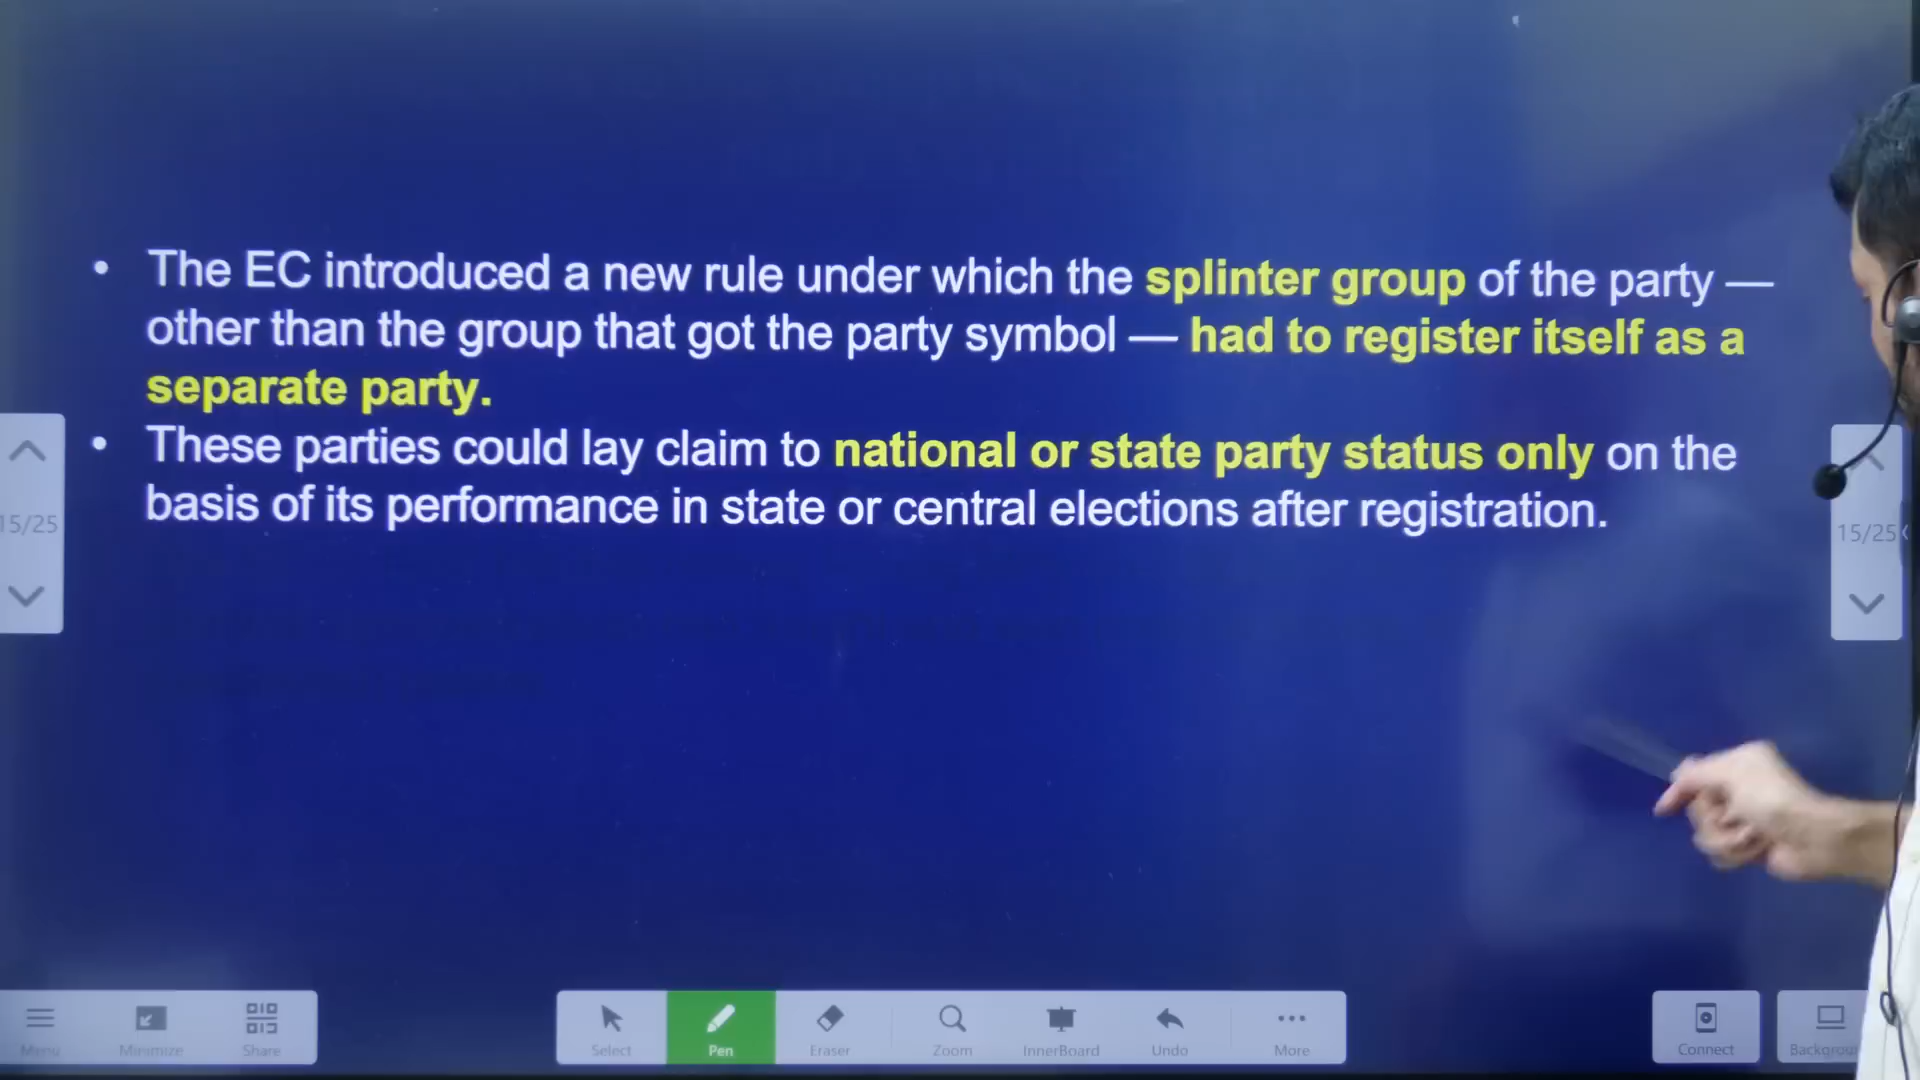 • The EC introduced a new rule under which the splinter group of the party —
other than the group that got the party symbol — had to register itself as a
separate party.
• These parties could lay claim to national or state party status only on the
basis of its performance in state or central elections after registration.
15/25
15/25
Menu
Minimize
Share
Select
Pen
Eraser
Zoom
InnerBoard
Undo
More
Connect